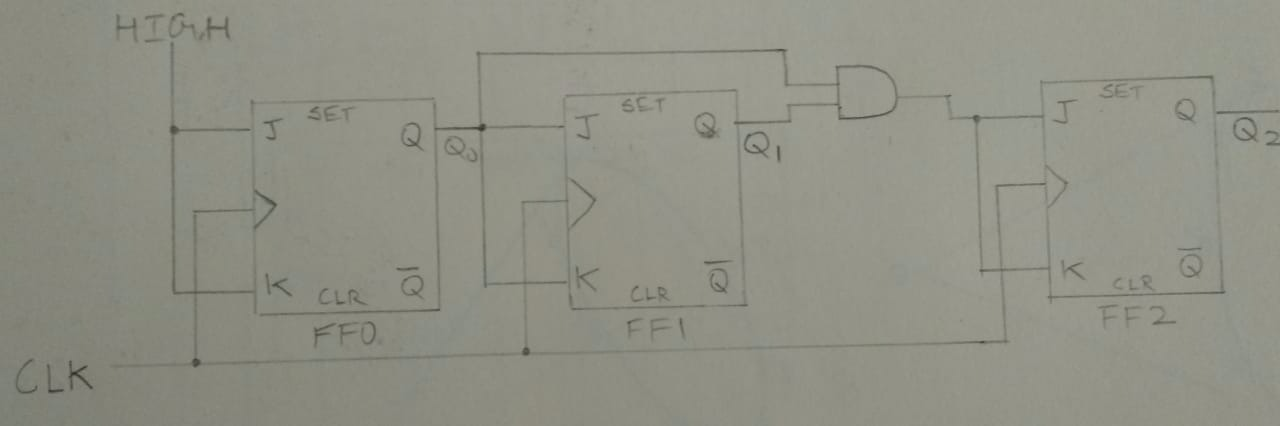 HIGH
SET
SET
SET
J
Q
Q₀
J
Q
Q₁
J
Q
Q₂
K
CLR
Q̅
K
CLR
Q̅
K
CLR
Q̅
FF0
FF1
FF2
CLK